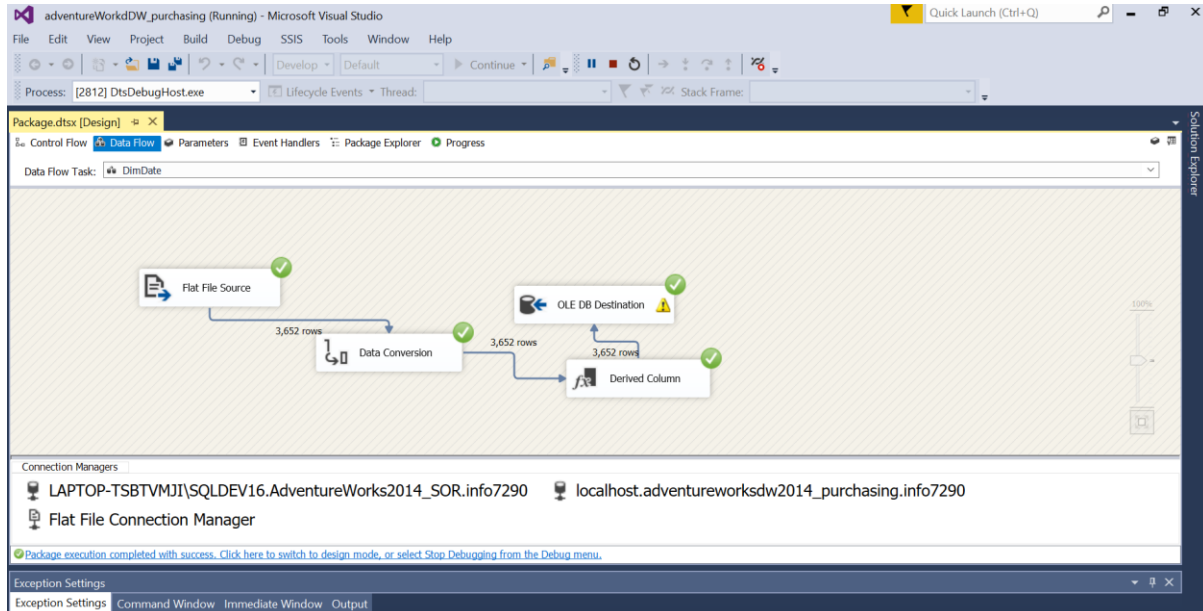 adventureWorkdDW_purchasing (Running) - Microsoft Visual Studio
Quick Launch (Ctrl+Q)
File Edit View Project Build Debug SSIS Tools Window Help
Develop Default Continue
Process: [2812] DtsDebugHost.exe Lifecycle Events Thread: Stack Frame:
Package.dtsx [Design]
Control Flow Data Flow Parameters Event Handlers Package Explorer Progress
Data Flow Task: DimDate
Flat File Source
OLE DB Destination
3,652 rows
Data Conversion
3,652 rows
3,652 rows
Derived Column
100%
Connection Managers
LAPTOP-TSBTVMJI\SQLDEV16.AdventureWorks2014_SOR.info7290 localhost.adventureworksdw2014_purchasing.info7290
Flat File Connection Manager
Package execution completed with success. Click here to switch to design mode, or select Stop Debugging from the Debug menu.
Exception Settings
Exception Settings Command Window Immediate Window Output
Solution Explorer